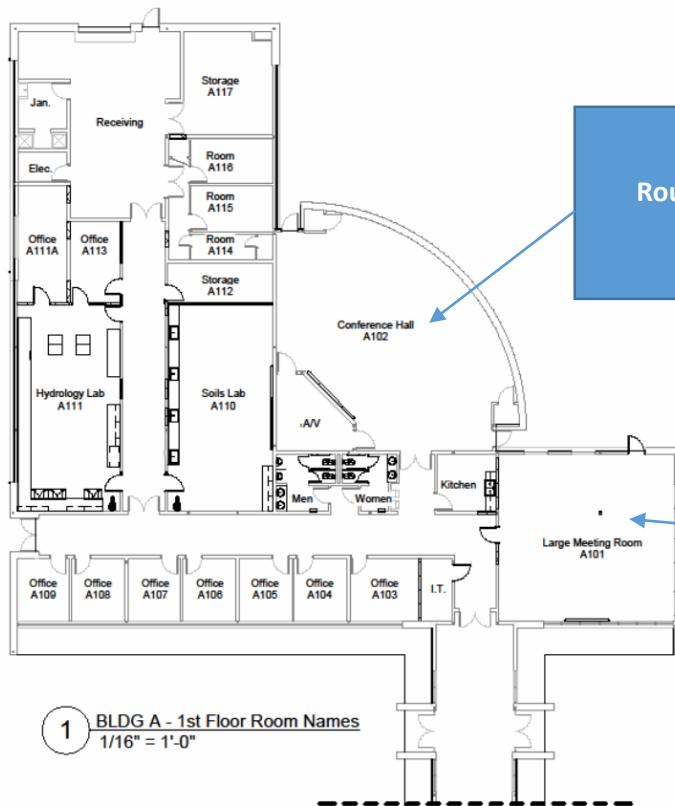 Storage
A117
Jan.
Receiving
Elec.
Room
A116
Room
A115
Office
A111A
Office
A113
Room
A114
Storage
A112
Rou
Conference Hall
A102
Hydrology Lab
A111
Soils Lab
A110
A/V
Men
Women
Kitchen
Large Meeting Room
A101
Office
A109
Office
A108
Office
A107
Office
A106
Office
A105
Office
A104
Office
A103
I.T.
1
BLDG A - 1st Floor Room Names
1/16" = 1'-0"